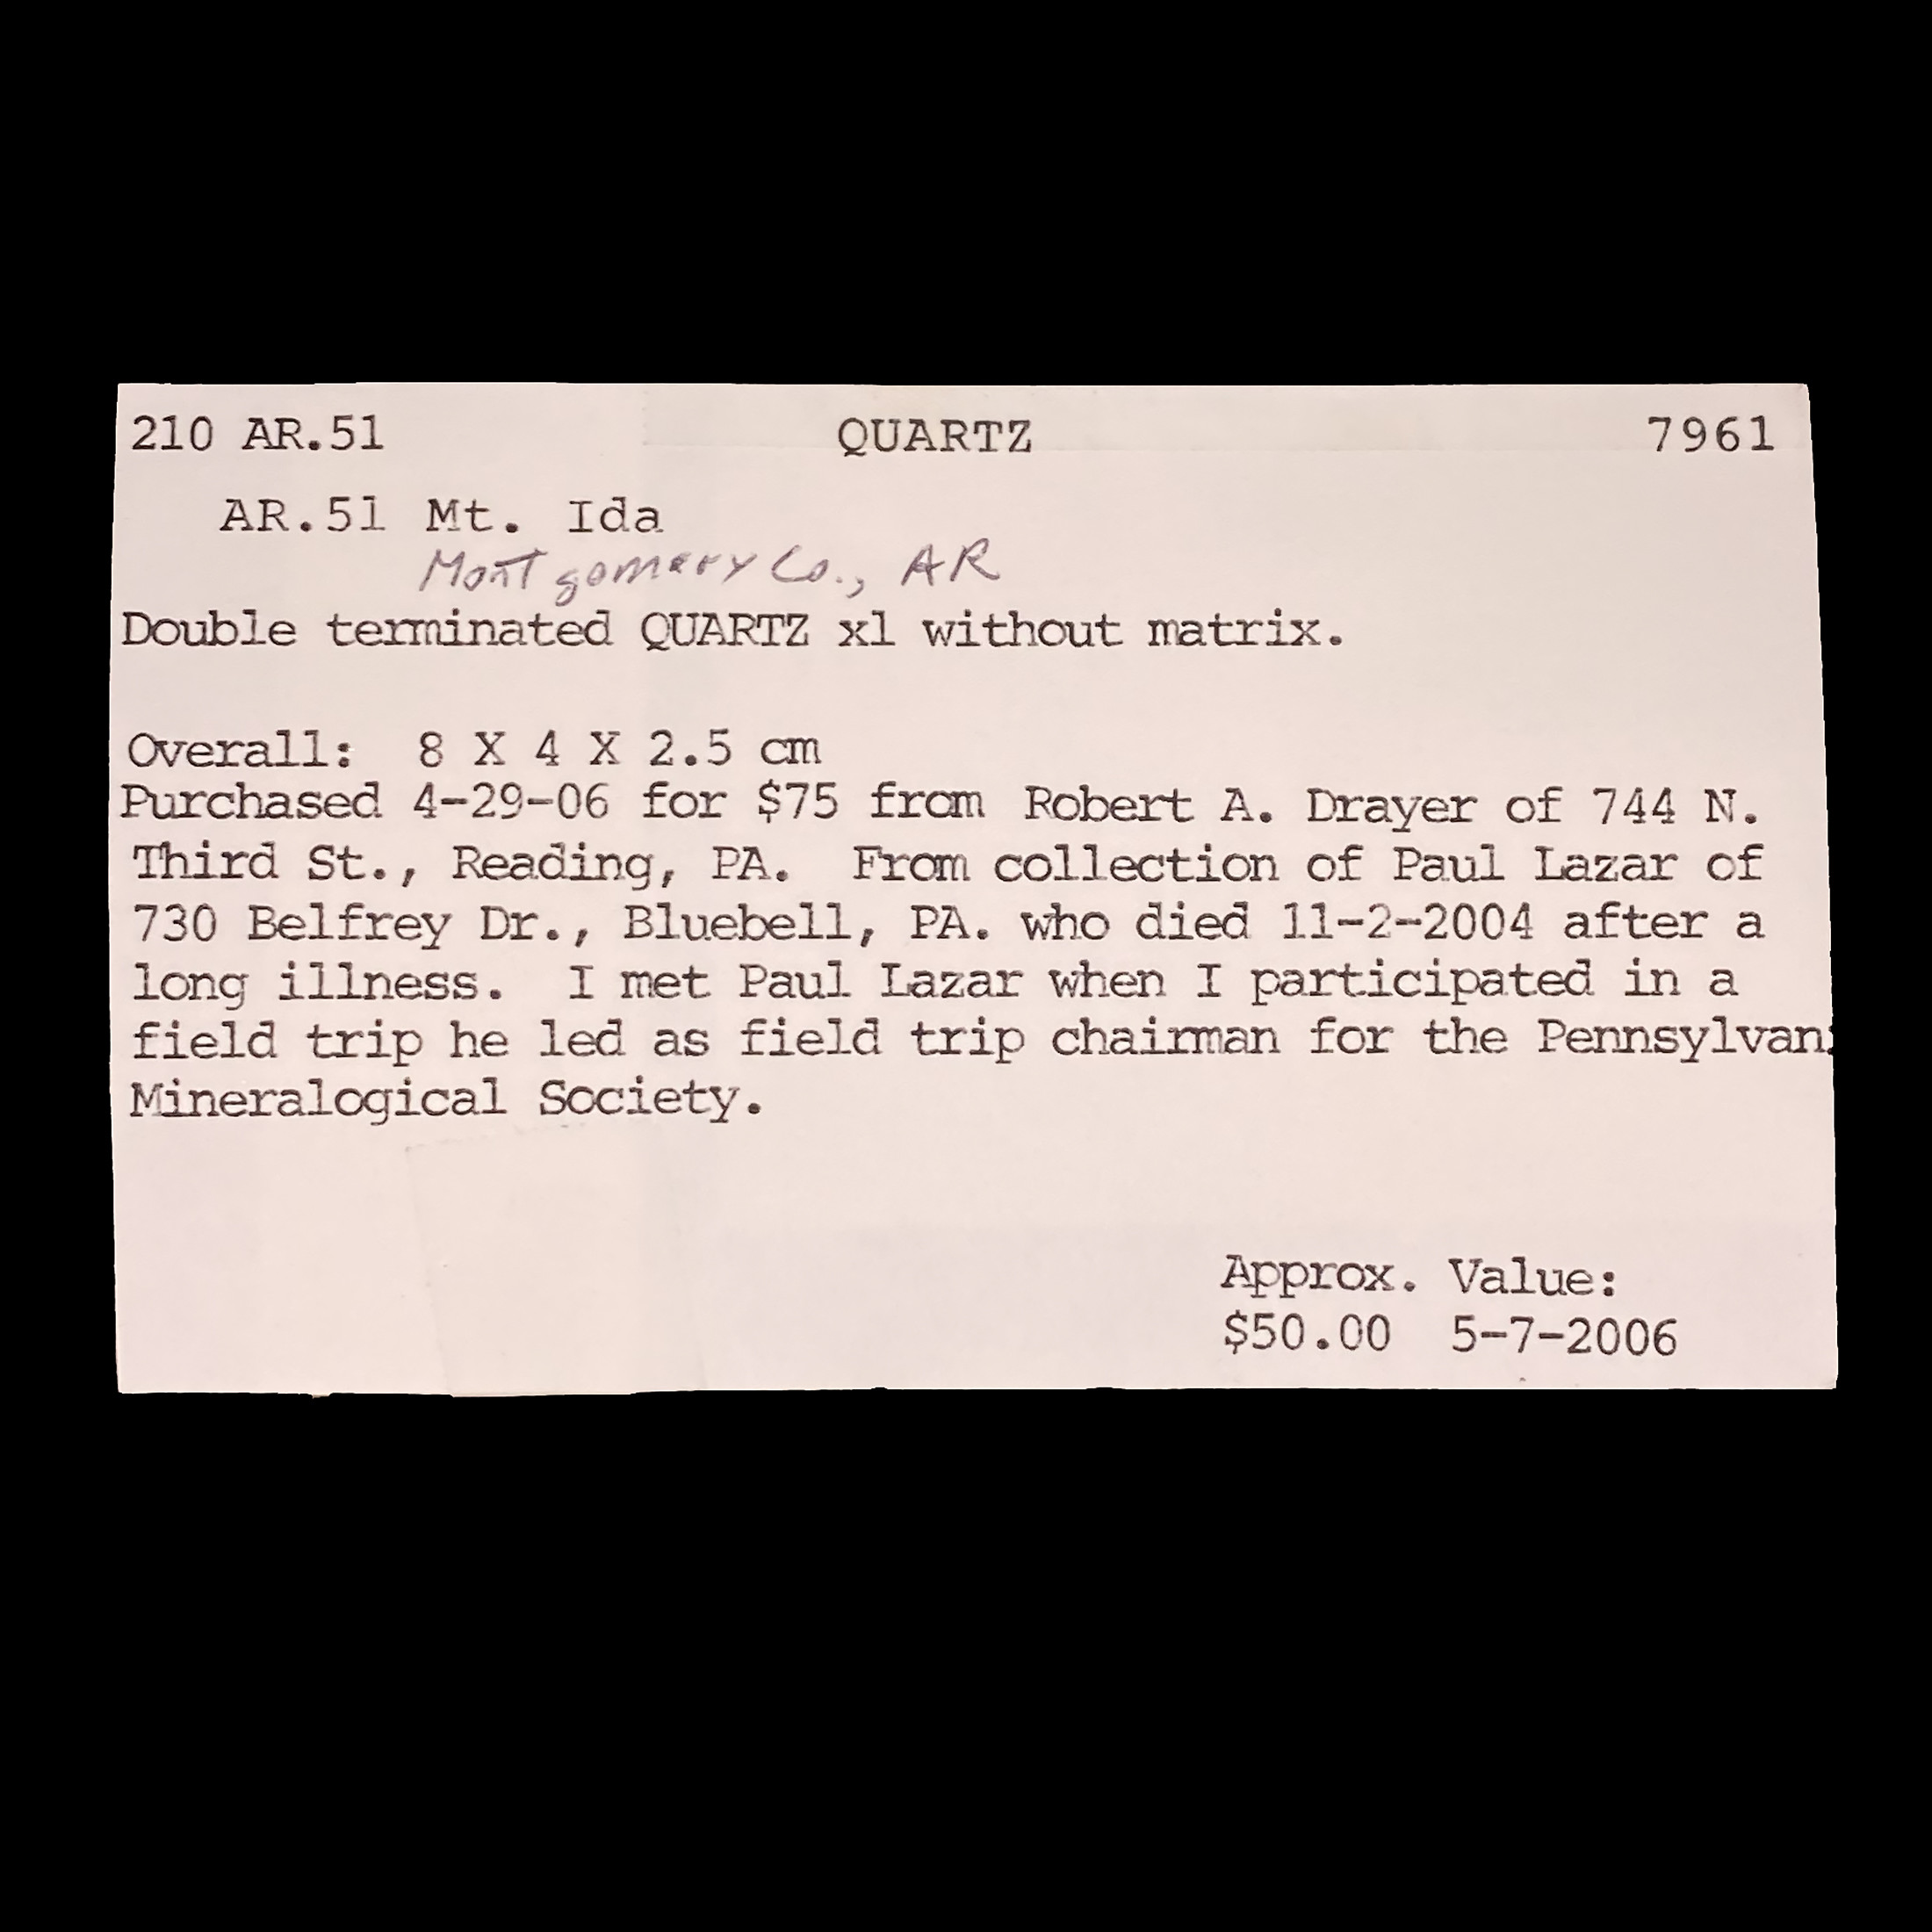 210 AR.51 QUARTZ 7961
AR.51 Mt. Ida
Montgomery Co., AR
Double terminated QUARTZ xl without matrix.
Overall: 8 X 4 X 2.5 cm
Purchased 4-29-06 for $75 from Robert A. Drayer of 744 N.
Third St., Reading, PA. From collection of Paul Lazar of
730 Belfrey Dr., Bluebell, PA. who died 11-2-2004 after a
long illness. I met Paul Lazar when I participated in a
field trip he led as field trip chairman for the Pennsylvani
Mineralogical Society.
Approx. Value:
$50.00 5-7-2006